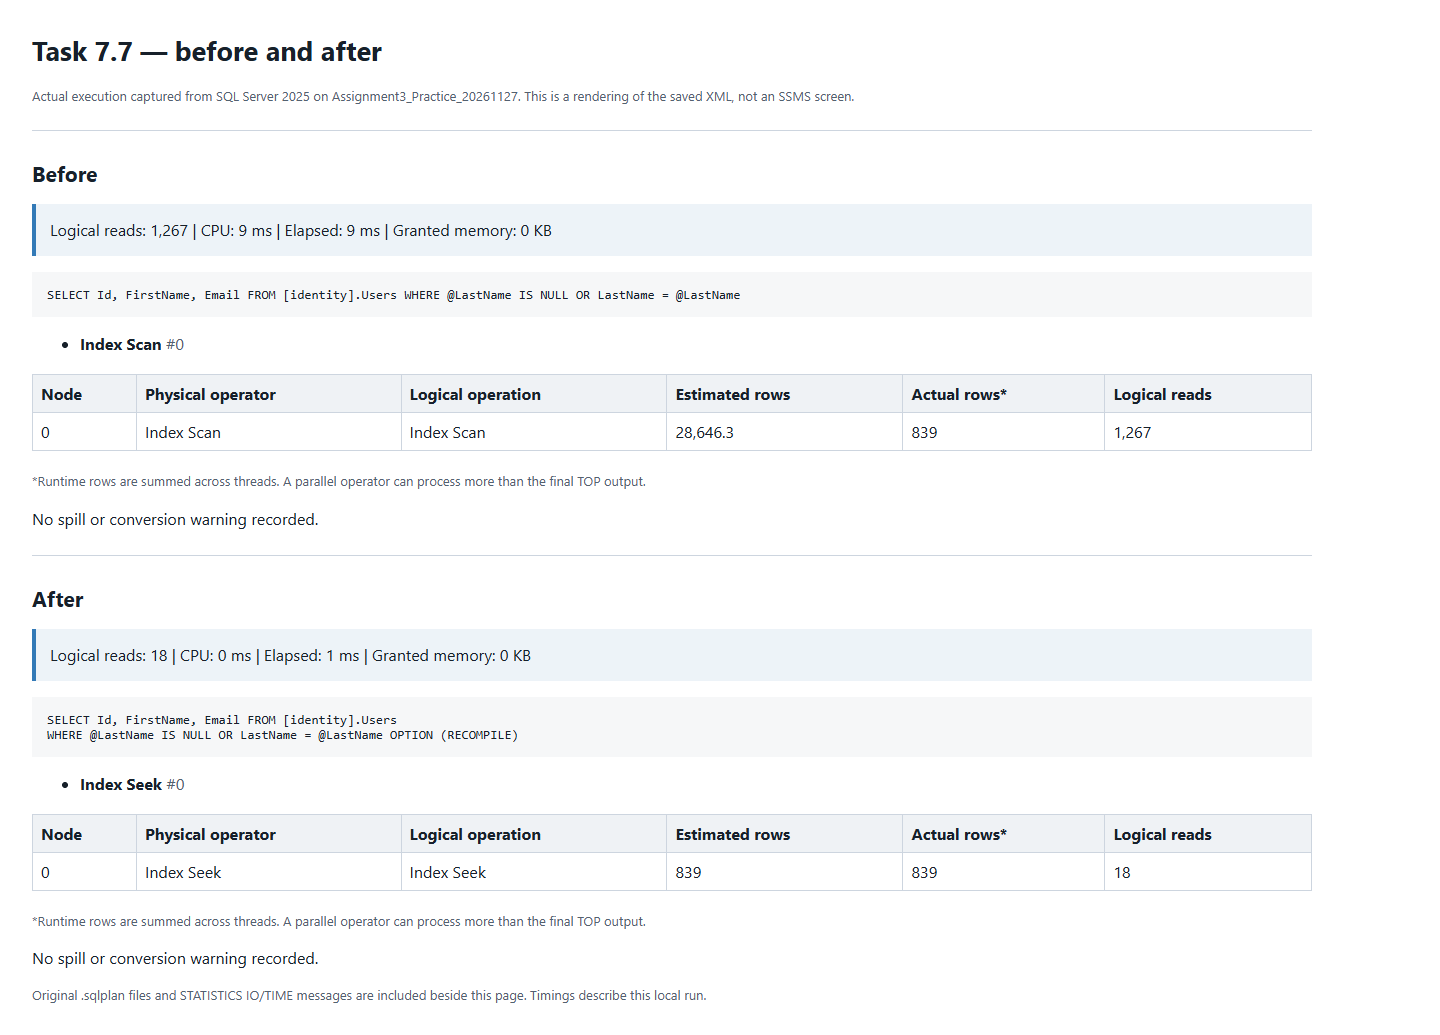 Task 7.7 — before and after
Actual execution captured from SQL Server 2025 on Assignment3_Practice_20261127. This is a rendering of the saved XML, not an SSMS screen.
Before
Logical reads: 1,267 | CPU: 9 ms | Elapsed: 9 ms | Granted memory: 0 KB
SELECT Id, FirstName, Email FROM [identity].Users WHERE @LastName IS NULL OR LastName = @LastName
• Index Scan #0
Node Physical operator Logical operation Estimated rows Actual rows* Logical reads
0 Index Scan Index Scan 28,646.3 839 1,267
*Runtime rows are summed across threads. A parallel operator can process more than the final TOP output.
No spill or conversion warning recorded.
After
Logical reads: 18 | CPU: 0 ms | Elapsed: 1 ms | Granted memory: 0 KB
SELECT Id, FirstName, Email FROM [identity].Users
WHERE @LastName IS NULL OR LastName = @LastName OPTION (RECOMPILE)
• Index Seek #0
Node Physical operator Logical operation Estimated rows Actual rows* Logical reads
0 Index Seek Index Seek 839 839 18
*Runtime rows are summed across threads. A parallel operator can process more than the final TOP output.
No spill or conversion warning recorded.
Original .sqlplan files and STATISTICS IO/TIME messages are included beside this page. Timings describe this local run.